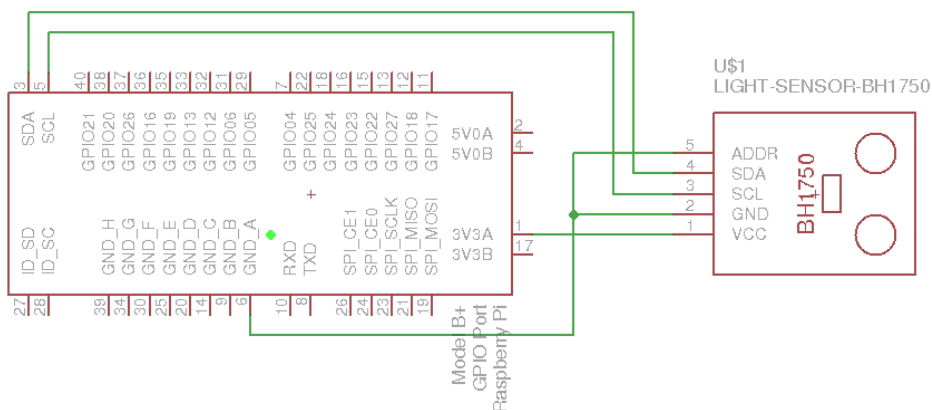 U$1
LIGHT-SENSOR-BH1750
3
5
40
38
37
36
35
33
32
31
29
7
22
18
16
15
13
12
11
SDA
SCL
GPIO21
GPIO20
GPIO26
GPIO16
GPIO19
GPIO13
GPIO12
GPIO06
GPIO05
GPIO04
GPIO25
GPIO24
GPIO23
GPIO22
GPIO27
GPIO18
GPIO17
5V0A 2
5V0B 4
3V3A 1
3V3B 17
ID_SD
ID_SC
GND_H
GND_G
GND_F
GND_E
GND_D
GND_C
GND_B
GND_A
RXD
TXD
SPI_CE1
SPI_CE0
SPI_SCLK
SPI_MISO
SPI_MOSI
27
28
39
34
30
25
20
14
9
6
10
8
26
24
23
21
19
Model B+
GPIO Port
Raspberry Pi
5 ADDR
4 SDA
3 SCL
2 GND
1 VCC
BH1750